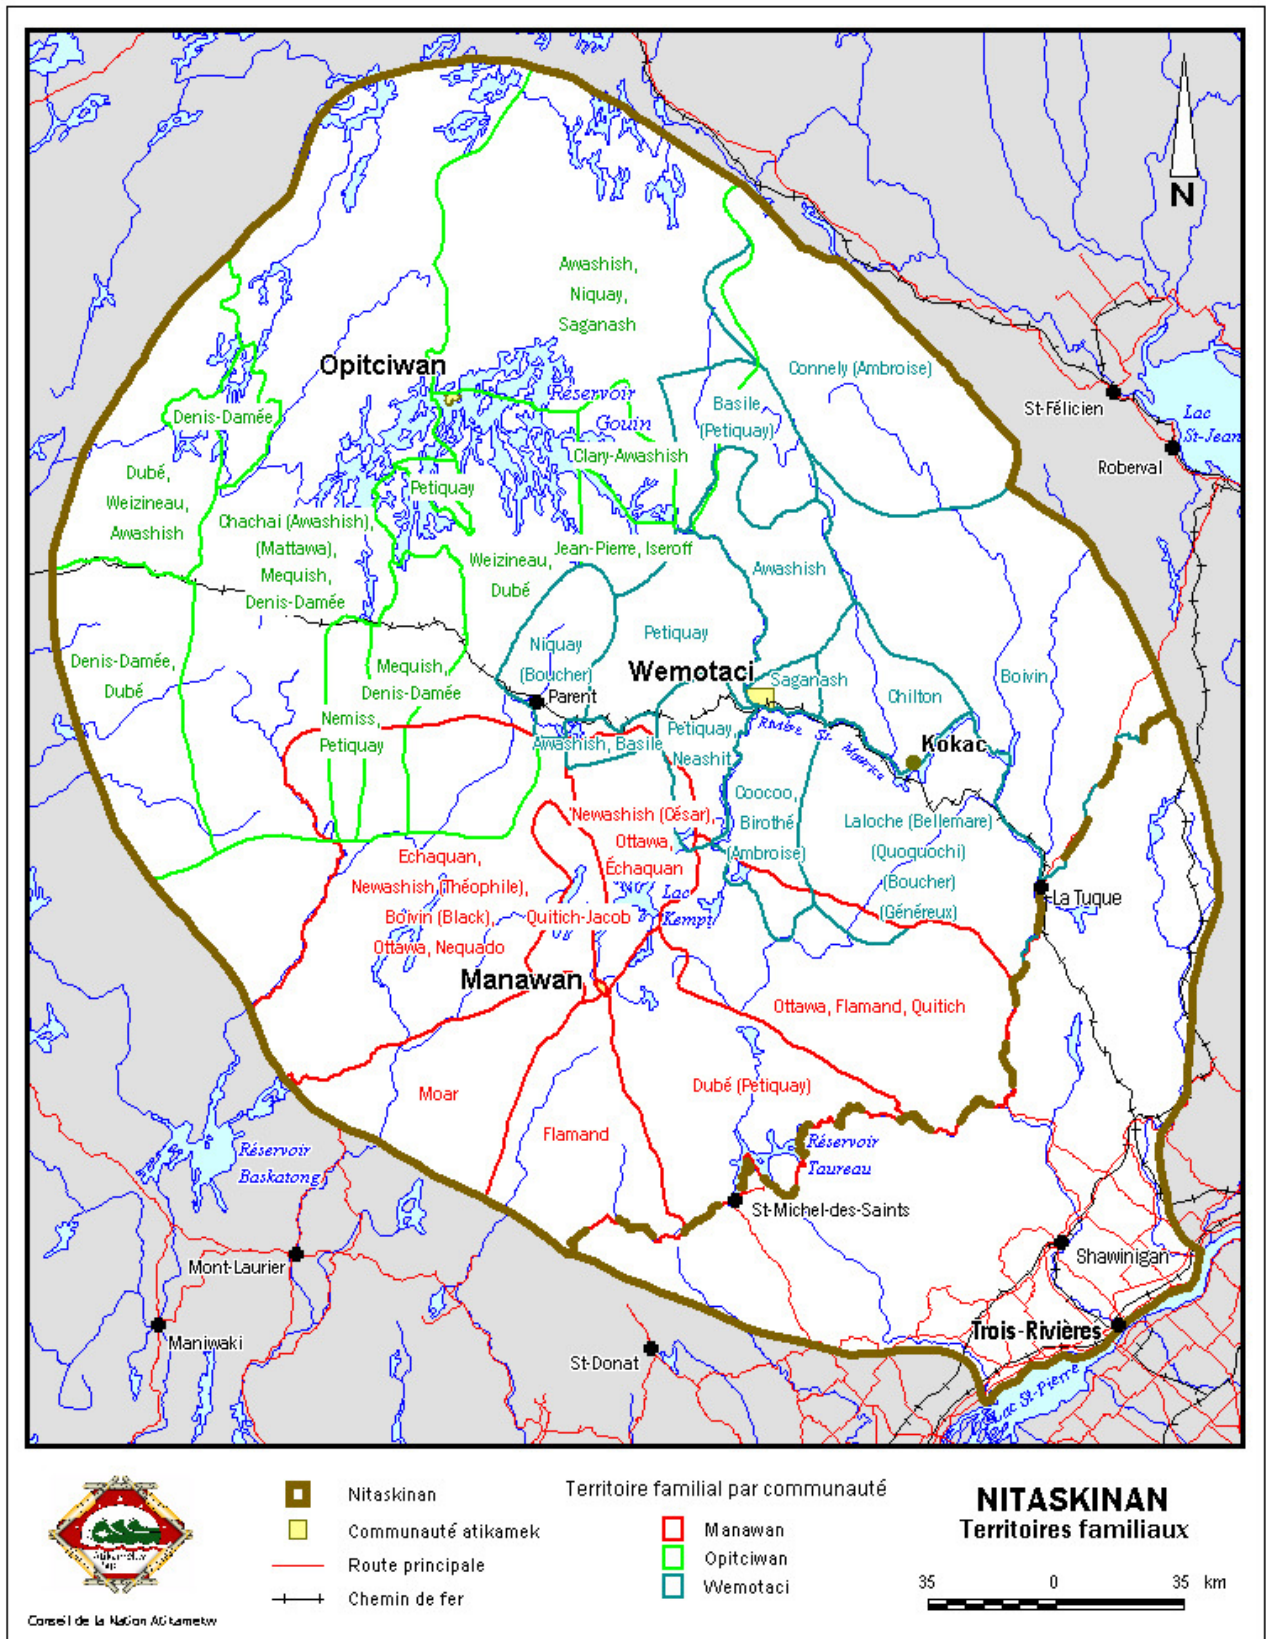 N
Awashish,
Niquay,
Saganash
Opitciwan
Réservoir
Gouin
Connely (Ambroise)
St-Félicien
Lac
St-Jean
Roberval
Denis-Damée
Basile
(Petiquay)
Clary-Awashish
Dubé,
Weizineau,
Awashish
Petiquay
Chachai (Awashish),
(Mattawa),
Mequish,
Denis-Damée
Weizineau,
Dubé
Jean-Pierre, Iseroff
Awashish
Niquay
(Boucher)
Petiquay
Denis-Damée,
Dubé
Mequish,
Denis-Damée
Wemotaci
Saganash
Chilton
Boivin
Parent
Nemiss,
Petiquay
Awashish, Basile
Petiquay,
Neashit
Rivière St-Maurice
Kokac
Coocoo,
Birothé
(Ambroise)
Newashish (César),
Ottawa,
Échaquan
Laloche (Bellemare)
(Quoquochi)
(Boucher)
(Généreux)
Echaquan,
Newashish (Théophile),
Boivin (Black),
Ottawa, Nequado
Quitich-Jacob
Lac
Kempt
La Tuque
Manawan
Ottawa, Flamand, Quitich
Moar
Dubé (Petiquay)
Flamand
Réservoir
Taureau
Réservoir
Baskatong
St-Michel-des-Saints
Mont-Laurier
Shawinigan
Maniwaki
Trois-Rivières
St-Donat
Lac St-Pierre
Nitaskinan
Communauté atikamek
Route principale
Chemin de fer
Territoire familial par communauté
Manawan
Opitciwan
Wemotaci
NITASKINAN
Territoires familiaux
35 0 35 km
Conseil de la Nation Atikamekw